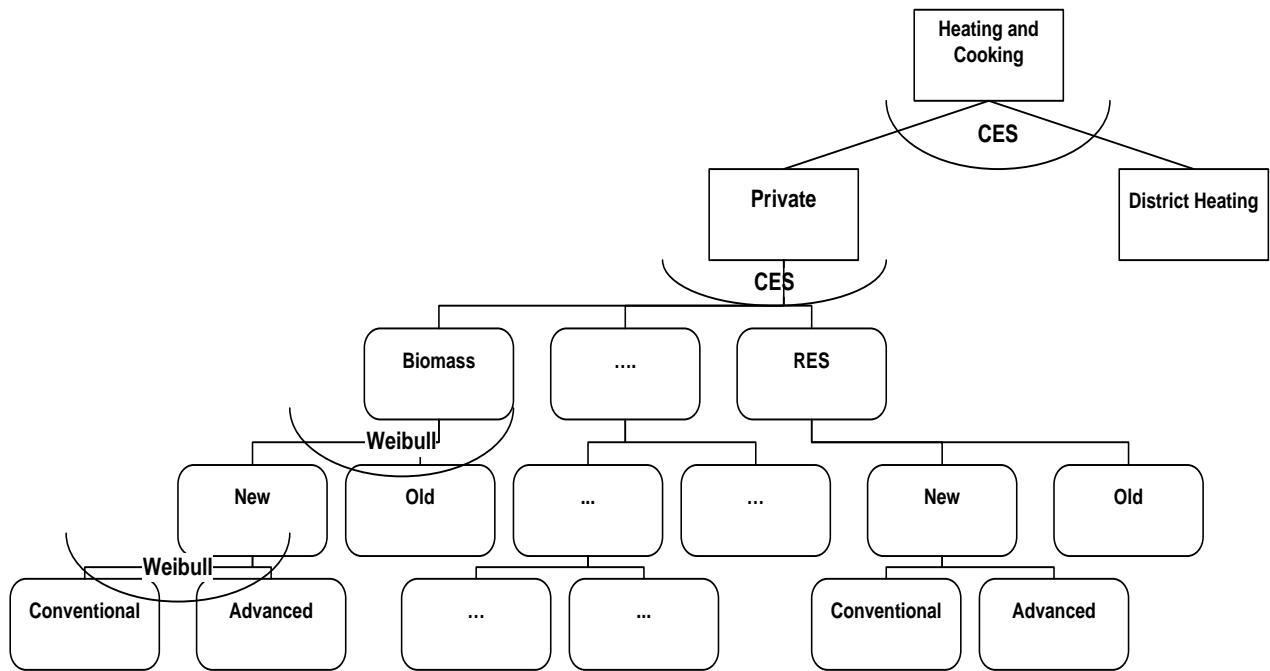 Heating and
Cooking
CES
Private
District Heating
CES
Biomass
....
RES
Weibull
New
Old
...
...
New
Old
Weibull
Conventional
Advanced
...
...
Conventional
Advanced